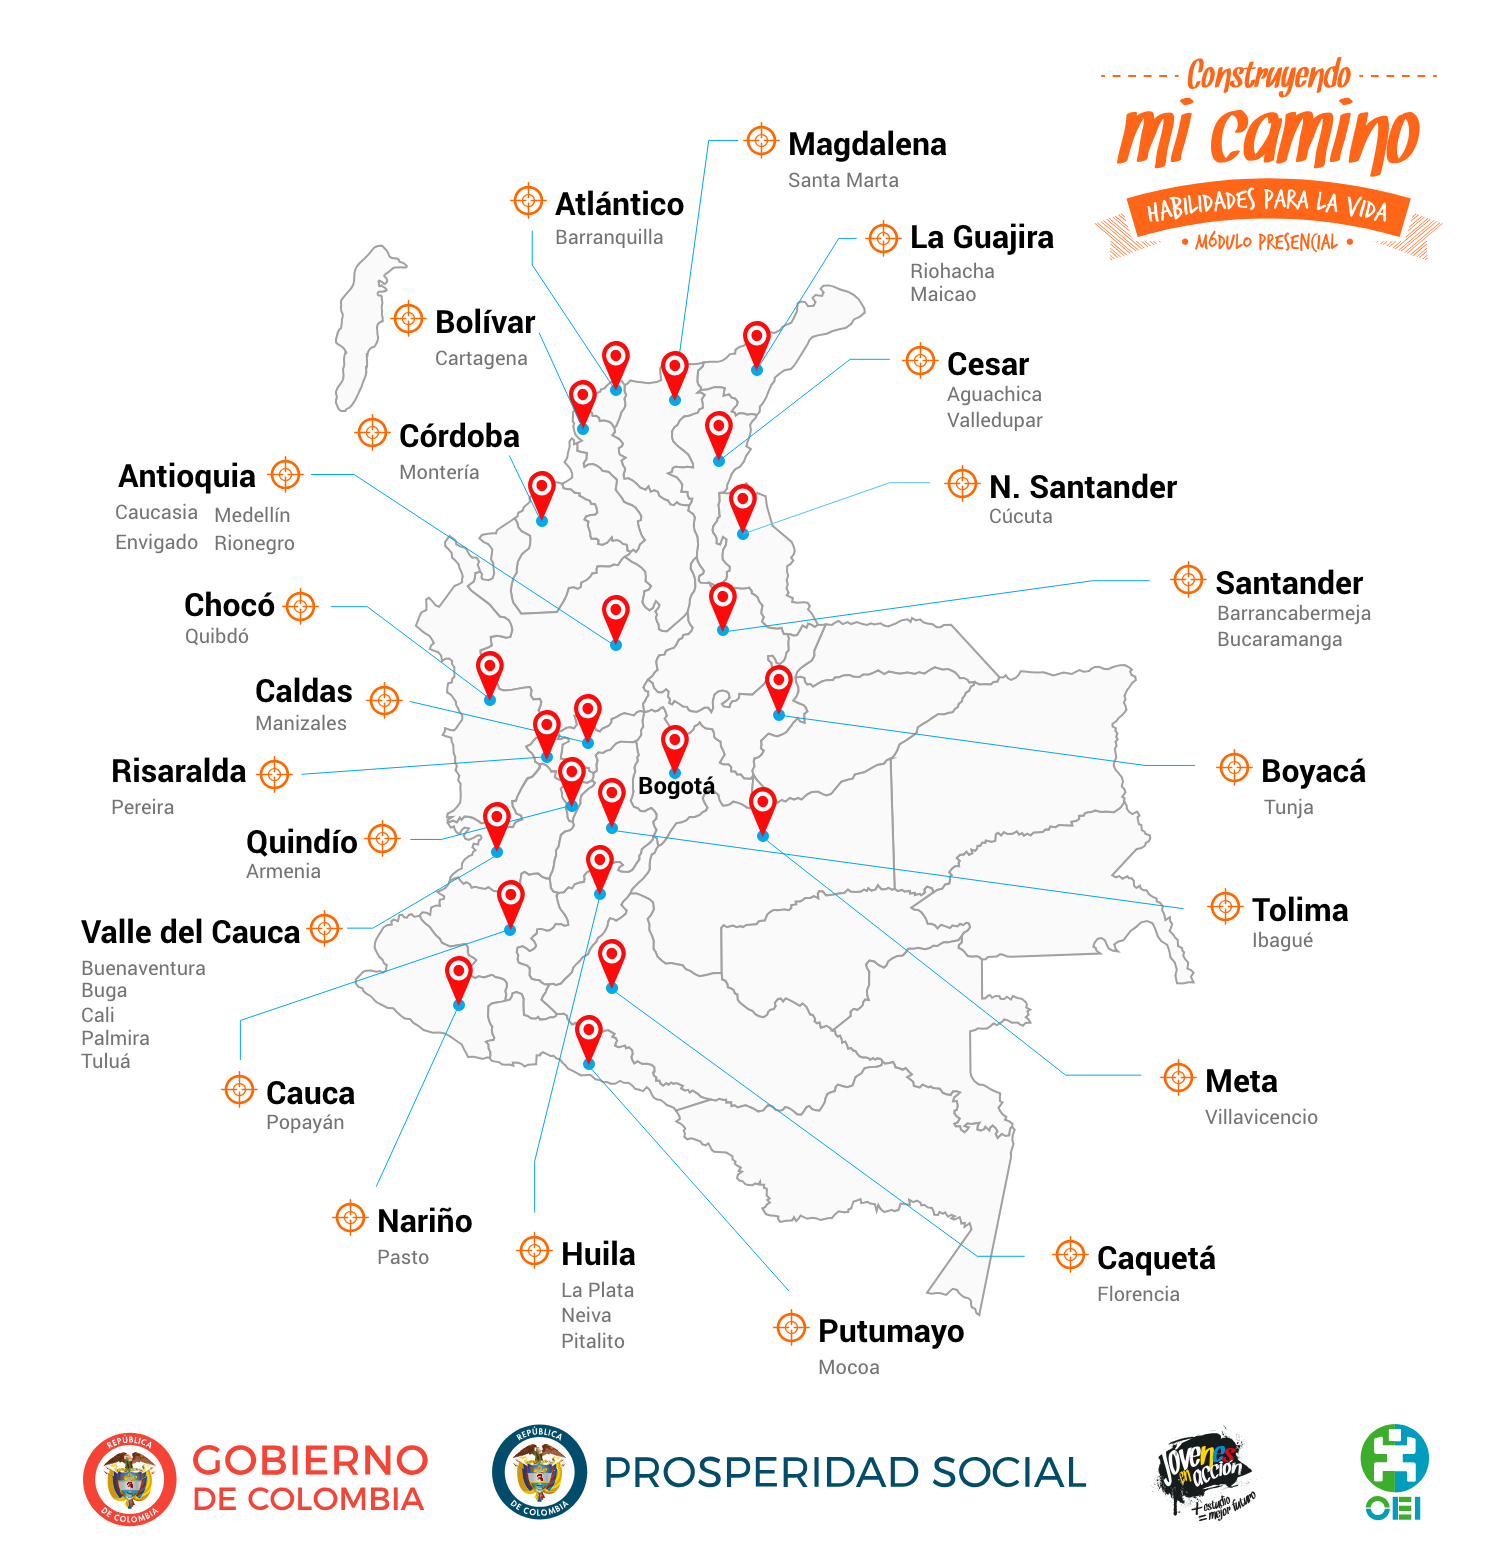 Construyendo
mi camino
HABILIDADES PARA LA VIDA
• MÓDULO PRESENCIAL •
Magdalena
Santa Marta
Atlántico
Barranquilla
La Guajira
Riohacha
Maicao
Bolívar
Cartagena
Cesar
Aguachica
Valledupar
Córdoba
Montería
Antioquia
Caucasia Medellín
Envigado Rionegro
N. Santander
Cúcuta
Santander
Barrancabermeja
Bucaramanga
Chocó
Quibdó
Caldas
Manizales
Risaralda
Pereira
Bogotá
Boyacá
Tunja
Quindío
Armenia
Tolima
Ibagué
Valle del Cauca
Buenaventura
Buga
Cali
Palmira
Tuluá
Cauca
Popayán
Meta
Villavicencio
Nariño
Pasto
Huila
La Plata
Neiva
Pitalito
Caquetá
Florencia
Putumayo
Mocoa
REPÚBLICA
DE COLOMBIA
GOBIERNO
DE COLOMBIA
REPÚBLICA
DE COLOMBIA
PROSPERIDAD SOCIAL
jóvenes
en acción
+ estudio
= mejor futuro
OEI